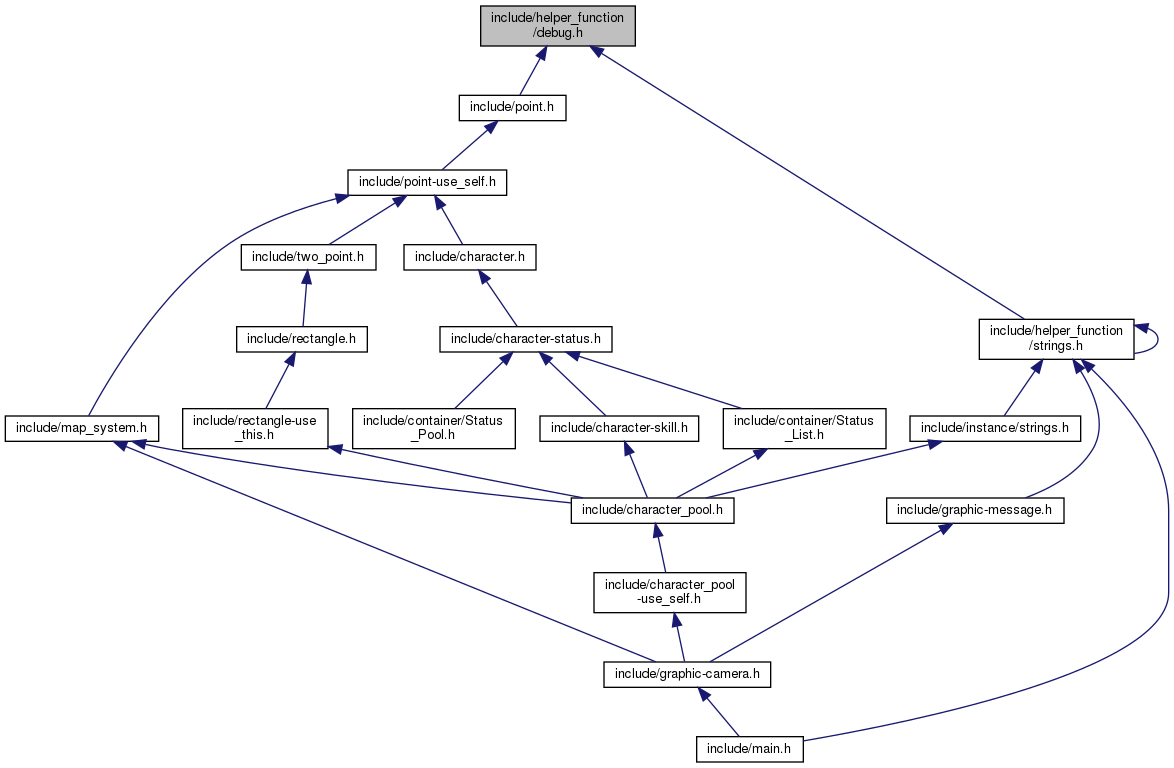 include/helper_function
/debug.h
include/point.h
include/point-use_self.h
include/two_point.h
include/character.h
include/rectangle.h
include/character-status.h
include/helper_function
/strings.h
include/map_system.h
include/rectangle-use
_this.h
include/container/Status
_Pool.h
include/character-skill.h
include/container/Status
_List.h
include/instance/strings.h
include/character_pool.h
include/graphic-message.h
include/character_pool
-use_self.h
include/graphic-camera.h
include/main.h